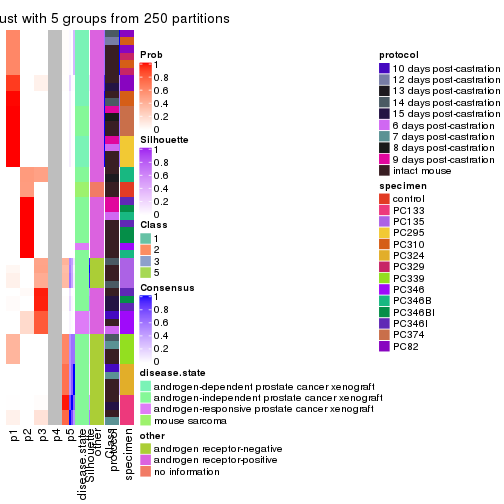 ust with 5 groups from 250 partitions
Prob
1
0.8
0.6
0.4
0.2
0
Silhouette
1
0.8
0.6
0.4
0.2
0
Class
1
2
3
5
Consensus
1
0.8
0.6
0.4
0.2
0
disease.state
androgen-dependent prostate cancer xenograft
androgen-independent prostate cancer xenograft
androgen-responsive prostate cancer xenograft
mouse sarcoma
other
androgen receptor-negative
androgen receptor-positive
no information
protocol
10 days post-castration
12 days post-castration
13 days post-castration
14 days post-castration
15 days post-castration
6 days post-castration
7 days post-castration
8 days post-castration
9 days post-castration
intact mouse
specimen
control
PC133
PC135
PC295
PC310
PC324
PC329
PC339
PC346
PC346B
PC346BI
PC346I
PC374
PC82
p1
p2
p3
p4
p5
disease.state
Silhouette
other
Class
protocol
specimen